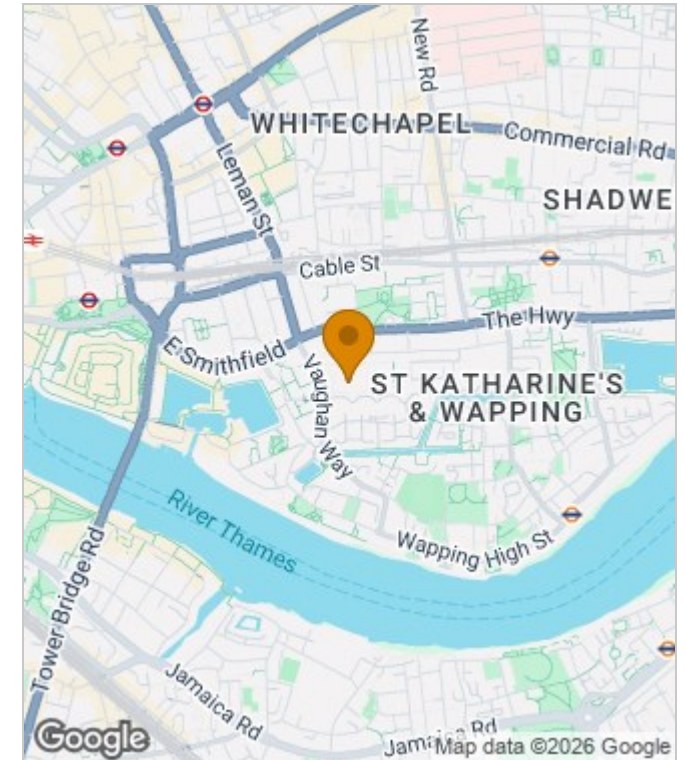 New Rd
WHITECHAPEL
Commercial Rd
Leman St
SHADWE
Cable St
The Hwy
E Smithfield
Vaughan Way
ST KATHARINE'S
& WAPPING
River Thames
Wapping High St
Tower Bridge Rd
Jamaica Rd
Jamaica Rd
Google
Map data ©2026 Google